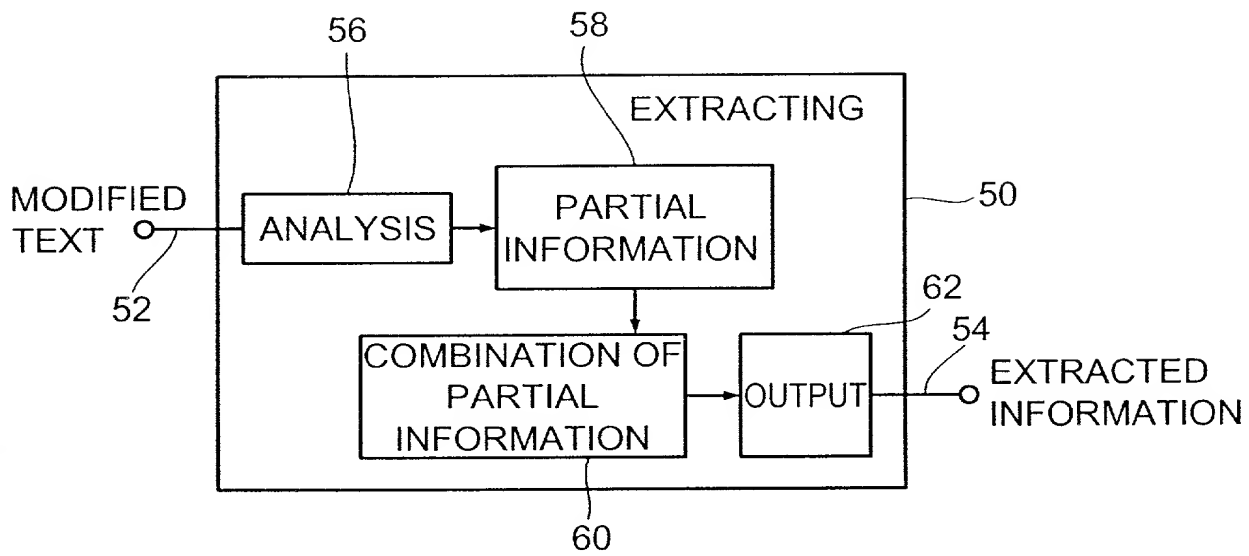 56
58
EXTRACTING
MODIFIED
TEXT
ANALYSIS
PARTIAL
INFORMATION
50
52
62
54
COMBINATION OF
PARTIAL
INFORMATION
OUTPUT
EXTRACTED
INFORMATION
60